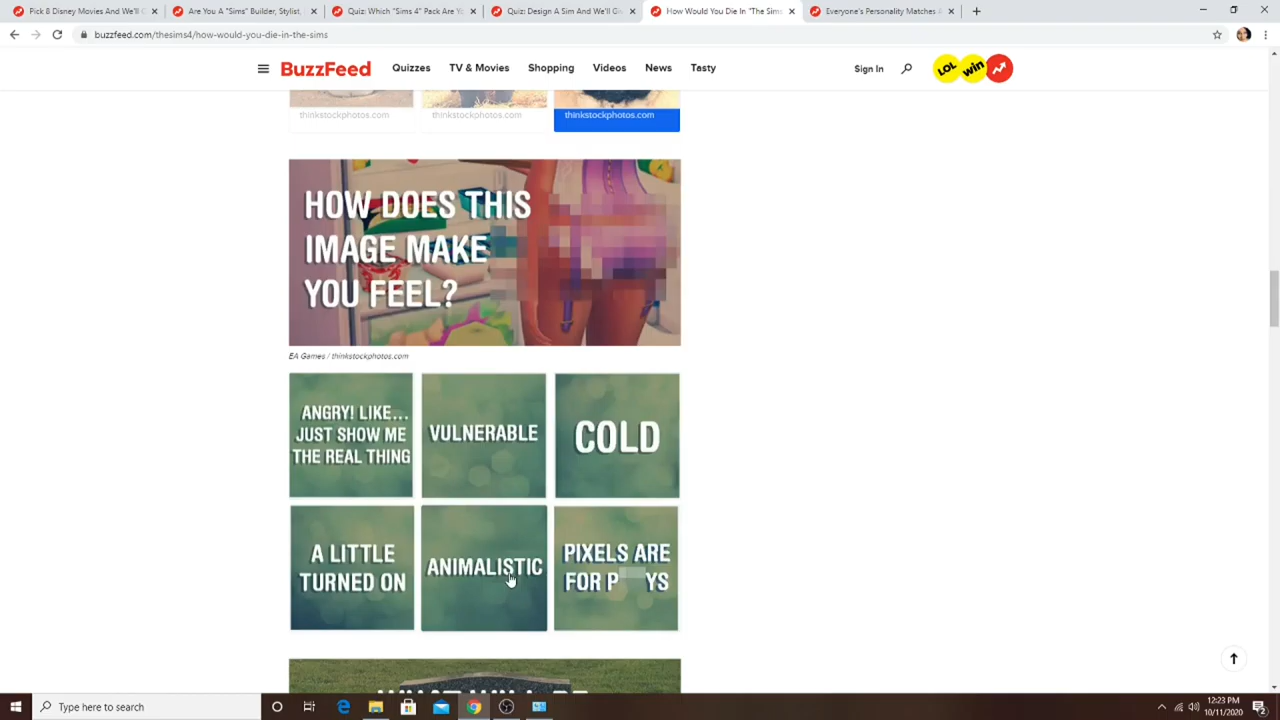 Pick 8 Disney Movies And We'll G
Are You A "Sims" Builder, Stylist,
Quiz: Which "Sims 4" Pack Are Yo
Quiz: Design A Sim And We'll Giv
How Would You Die In "The Sims
Everyone's Personality Matches A
buzzfeed.com/thesims4/how-would-you-die-in-the-sims
BuzzFeed Quizzes TV & Movies Shopping Videos News Tasty Sign In LOL win
thinkstockphotos.com thinkstockphotos.com thinkstockphotos.com
HOW DOES THIS
IMAGE MAKE
YOU FEEL?
EA Games / thinkstockphotos.com
ANGRY! LIKE...
JUST SHOW ME
THE REAL THING
VULNERABLE
COLD
A LITTLE
TURNED ON
ANIMALISTIC
PIXELS ARE
FOR P YS
Type here to search
12:23 PM
10/11/2020
2